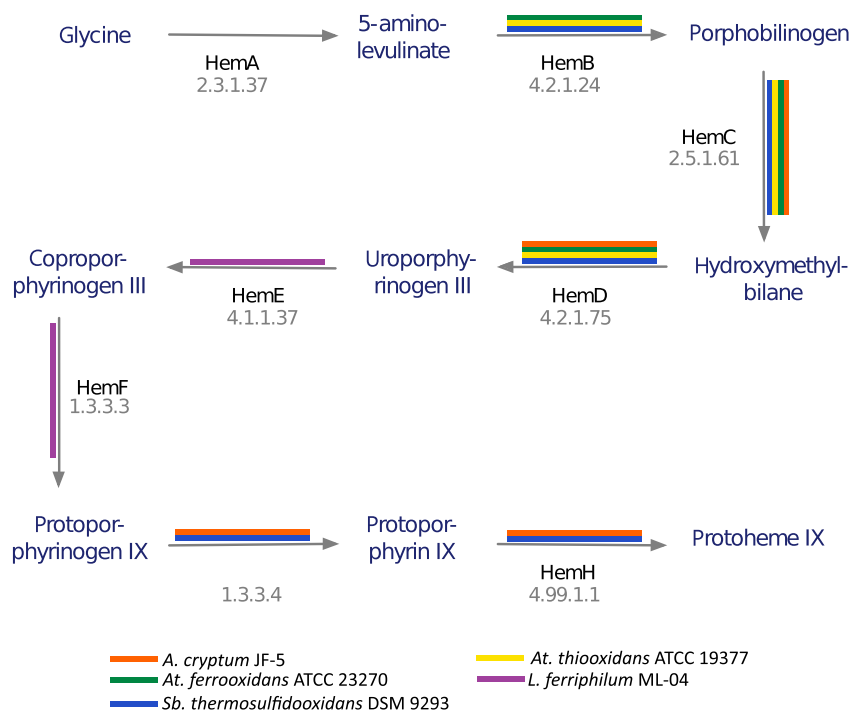 Glycine
5-amino-
levulinate
Porphobilinogen
HemA
2.3.1.37
HemB
4.2.1.24
HemC
2.5.1.61
Copropor-
phyrinogen III
Uroporphy-
rinogen III
Hydroxymethyl-
bilane
HemE
4.1.1.37
HemD
4.2.1.75
HemF
1.3.3.3
Protopor-
phyrinogen IX
Protopor-
phyrin IX
Protoheme IX
1.3.3.4
HemH
4.99.1.1
A. cryptum JF-5
At. ferrooxidans ATCC 23270
Sb. thermosulfidooxidans DSM 9293
At. thiooxidans ATCC 19377
L. ferriphilum ML-04